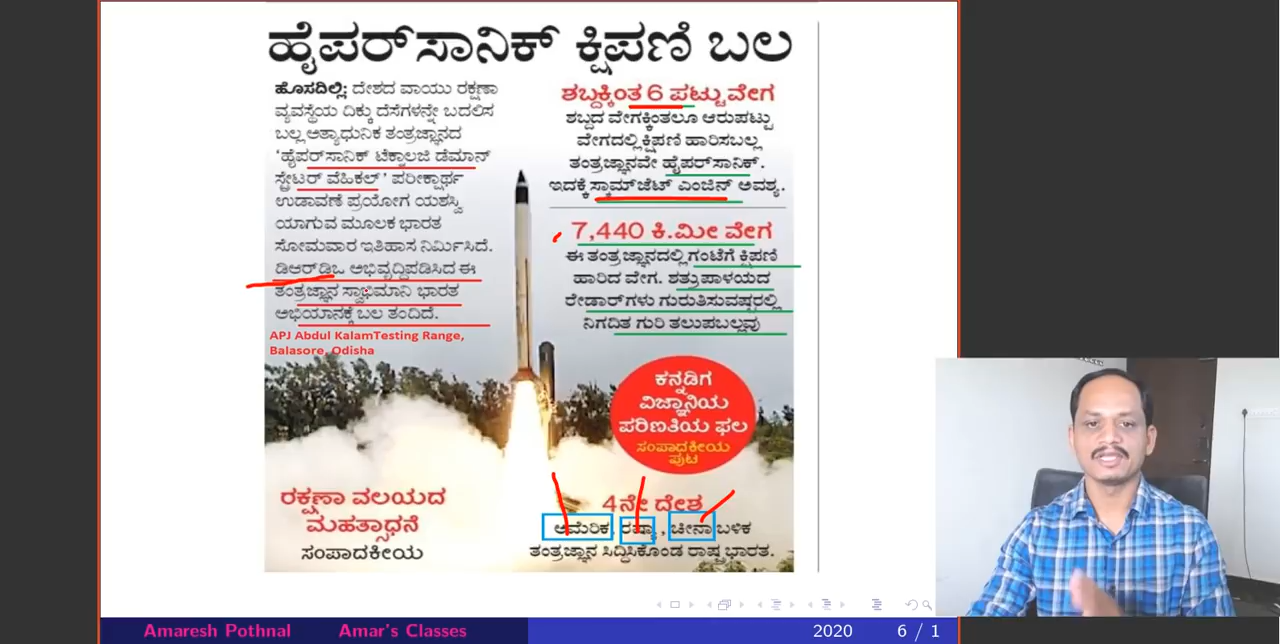 ಹೈಪರ್‌ಸಾನಿಕ್ ಕ್ಷಿಪಣಿ ಬಲ
ಹೊಸದಿಲ್ಲಿ: ದೇಶದ ವಾಯು ರಕ್ಷಣಾ
ವ್ಯವಸ್ಥೆಯ ದಿಕ್ಕು ದೆಸೆಗಳನ್ನೇ ಬದಲಿಸ
ಬಲ್ಲ ಅತ್ಯಾಧುನಿಕ ತಂತ್ರಜ್ಞಾನದ
'ಹೈಪರ್‌ಸಾನಿಕ್ ಟೆಕ್ನಾಲಜಿ ಡೆಮಾನ್
ಸ್ಟ್ರೇಟರ್ ವೆಹಿಕಲ್' ಪರೀಕ್ಷಾರ್ಥ
ಉಡಾವಣೆ ಪ್ರಯೋಗ ಯಶಸ್ವಿ
ಯಾಗುವ ಮೂಲಕ ಭಾರತ
ಸೋಮವಾರ ಇತಿಹಾಸ ನಿರ್ಮಿಸಿದೆ.
ಡಿಆರ್‌ಡಿಒ ಅಭಿವೃದ್ಧಿಪಡಿಸಿದ ಈ
ತಂತ್ರಜ್ಞಾನ ಸ್ವಾಭಿಮಾನಿ ಭಾರತ
ಅಭಿಯಾನಕ್ಕೆ ಬಲ ತಂದಿದೆ.
APJ Abdul KalamTesting Range,
Balasore, Odisha
ಶಬ್ದಕ್ಕಿಂತ 6 ಪಟ್ಟು ವೇಗ
ಶಬ್ದದ ವೇಗಕ್ಕಿಂತಲೂ ಆರುಪಟ್ಟು
ವೇಗದಲ್ಲಿ ಕ್ಷಿಪಣಿ ಹಾರಿಸಬಲ್ಲ
ತಂತ್ರಜ್ಞಾನವೇ ಹೈಪರ್‌ಸಾನಿಕ್.
ಇದಕ್ಕೆ ಸ್ಕ್ರಾಮ್‌ಜೆಟ್ ಎಂಜಿನ್ ಅವಶ್ಯ.
7,440 ಕಿ.ಮೀ ವೇಗ
ಈ ತಂತ್ರಜ್ಞಾನದಲ್ಲಿ ಗಂಟೆಗೆ ಕ್ಷಿಪಣಿ
ಹಾರಿದ ವೇಗ. ಶತ್ರುಪಾಳಯದ
ರೇಡಾರ್‌ಗಳು ಗುರುತಿಸುವಷ್ಟರಲ್ಲಿ
ನಿಗದಿತ ಗುರಿ ತಲುಪಬಲ್ಲವು
ಕನ್ನಡಿಗ
ವಿಜ್ಞಾನಿಯ
ಪರಿಣತಿಯ ಫಲ
ಸಂಪಾದಕೀಯ
ಪುಟ
ರಕ್ಷಣಾ ವಲಯದ
ಮಹತ್ಸಾಧನೆ
ಸಂಪಾದಕೀಯ
4ನೇ ದೇಶ
ಅಮೆರಿಕ, ರಷ್ಯಾ, ಚೀನಾ ಬಳಿಕ
ತಂತ್ರಜ್ಞಾನ ಸಿದ್ಧಿಸಿಕೊಂಡ ರಾಷ್ಟ್ರ ಭಾರತ.
Amaresh Pothnal Amar's Classes 2020 6 / 1